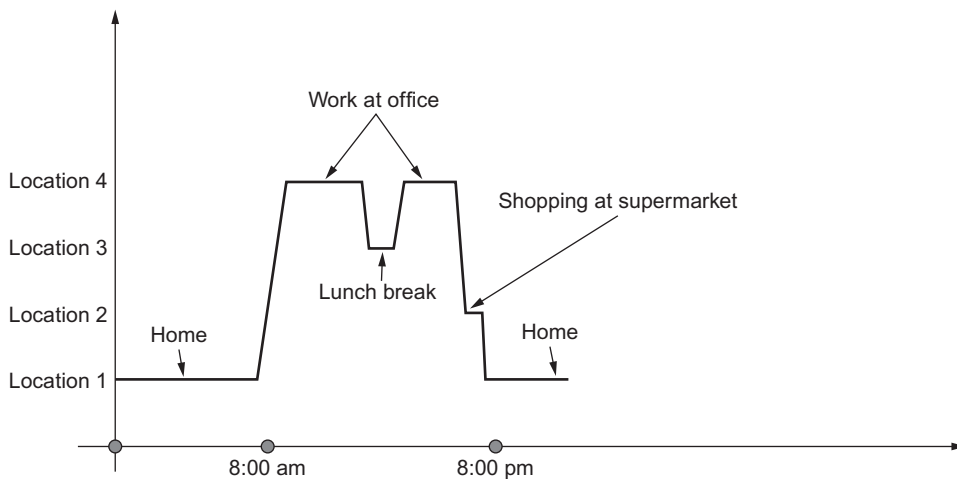 Work at office
Location 4
Shopping at supermarket
Location 3
Lunch break
Location 2
Home
Home
Location 1
8:00 am
8:00 pm